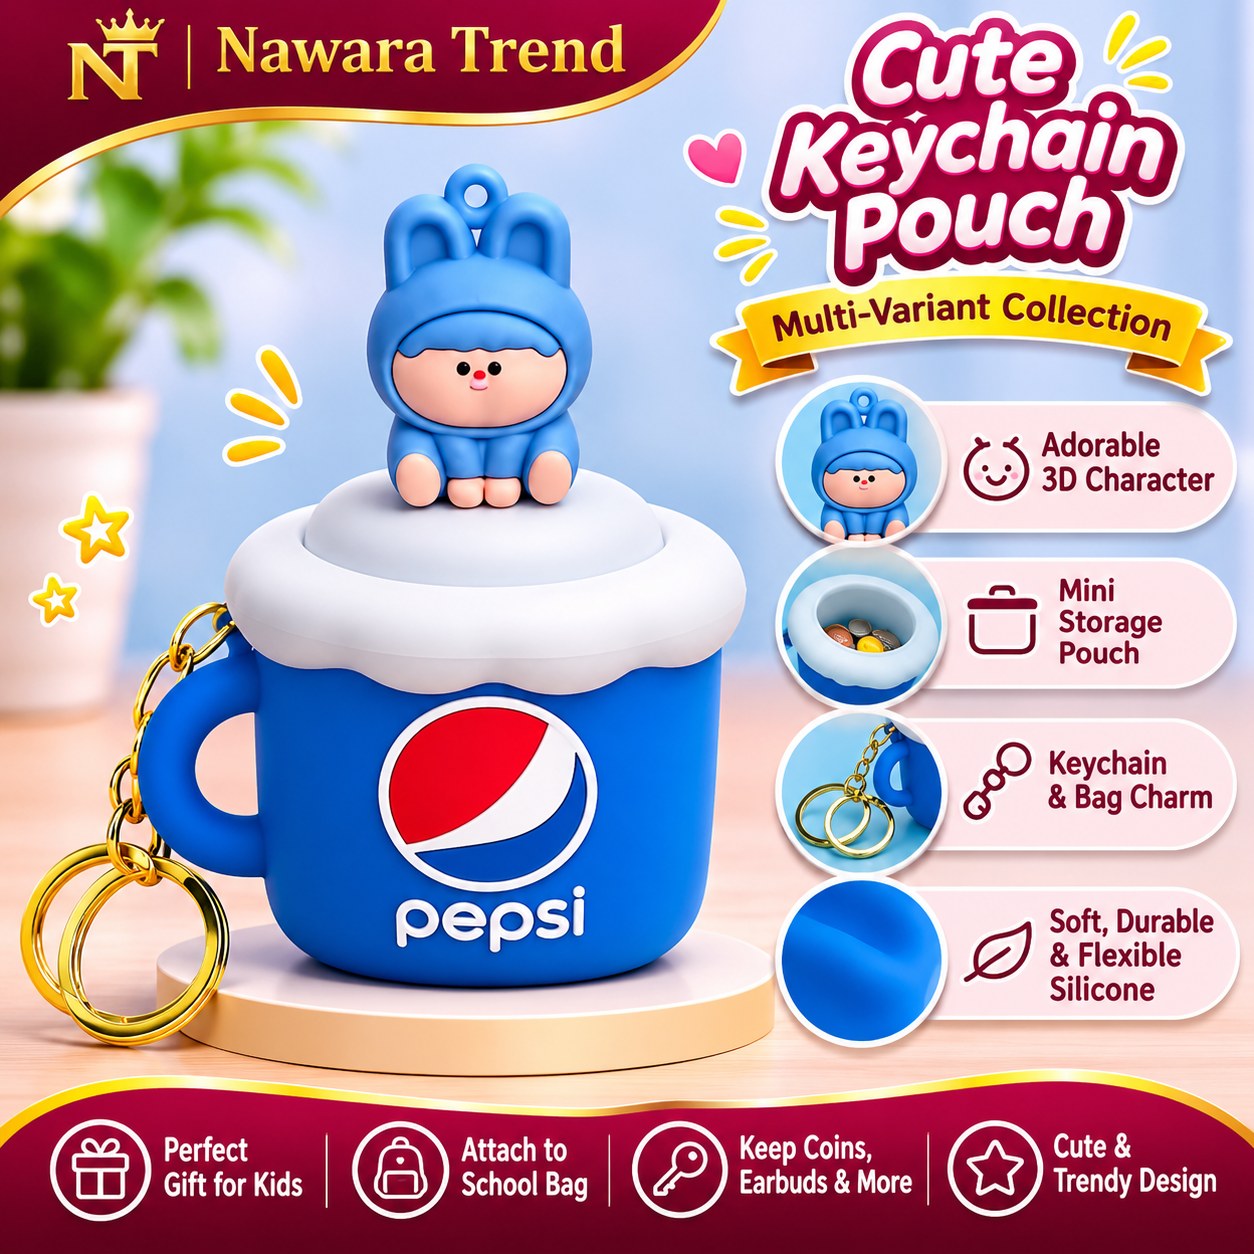 NT
Nawara Trend
Cute
Keychain
Pouch
Multi-Variant Collection
Adorable
3D Character
Mini
Storage
Pouch
Keychain
& Bag Charm
Soft, Durable
& Flexible
Silicone
pepsi
Perfect
Gift for Kids
Attach to
School Bag
Keep Coins,
Earbuds & More
Cute &
Trendy Design